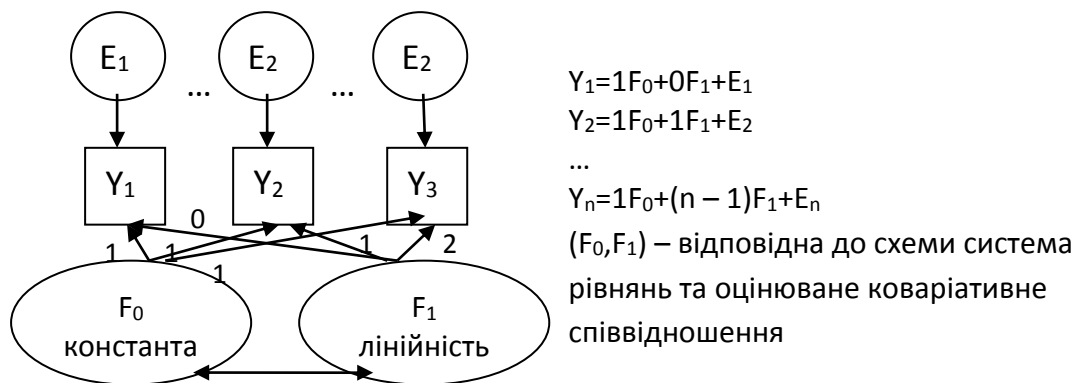 E₁ E₂ E₂
... ...
Y₁ Y₂ Y₃
0
1 1 1 1 2
F₀
константа
F₁
лінійність
Y₁=1F₀+0F₁+E₁
Y₂=1F₀+1F₁+E₂
...
Yₙ=1F₀+(n – 1)F₁+Eₙ
(F₀,F₁) – відповідна до схеми система
рівнянь та оцінюване коваріативне
співвідношення